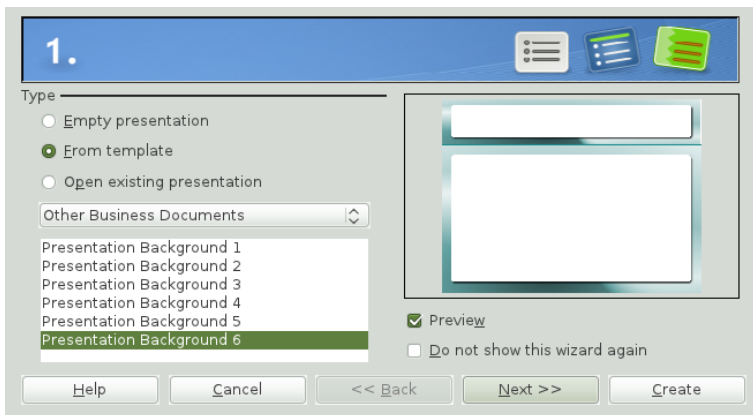 1.
Type
Empty presentation
From template
Open existing presentation
Other Business Documents
Presentation Background 1
Presentation Background 2
Presentation Background 3
Presentation Background 4
Presentation Background 5
Presentation Background 6
Preview
Do not show this wizard again
Help Cancel << Back Next >> Create